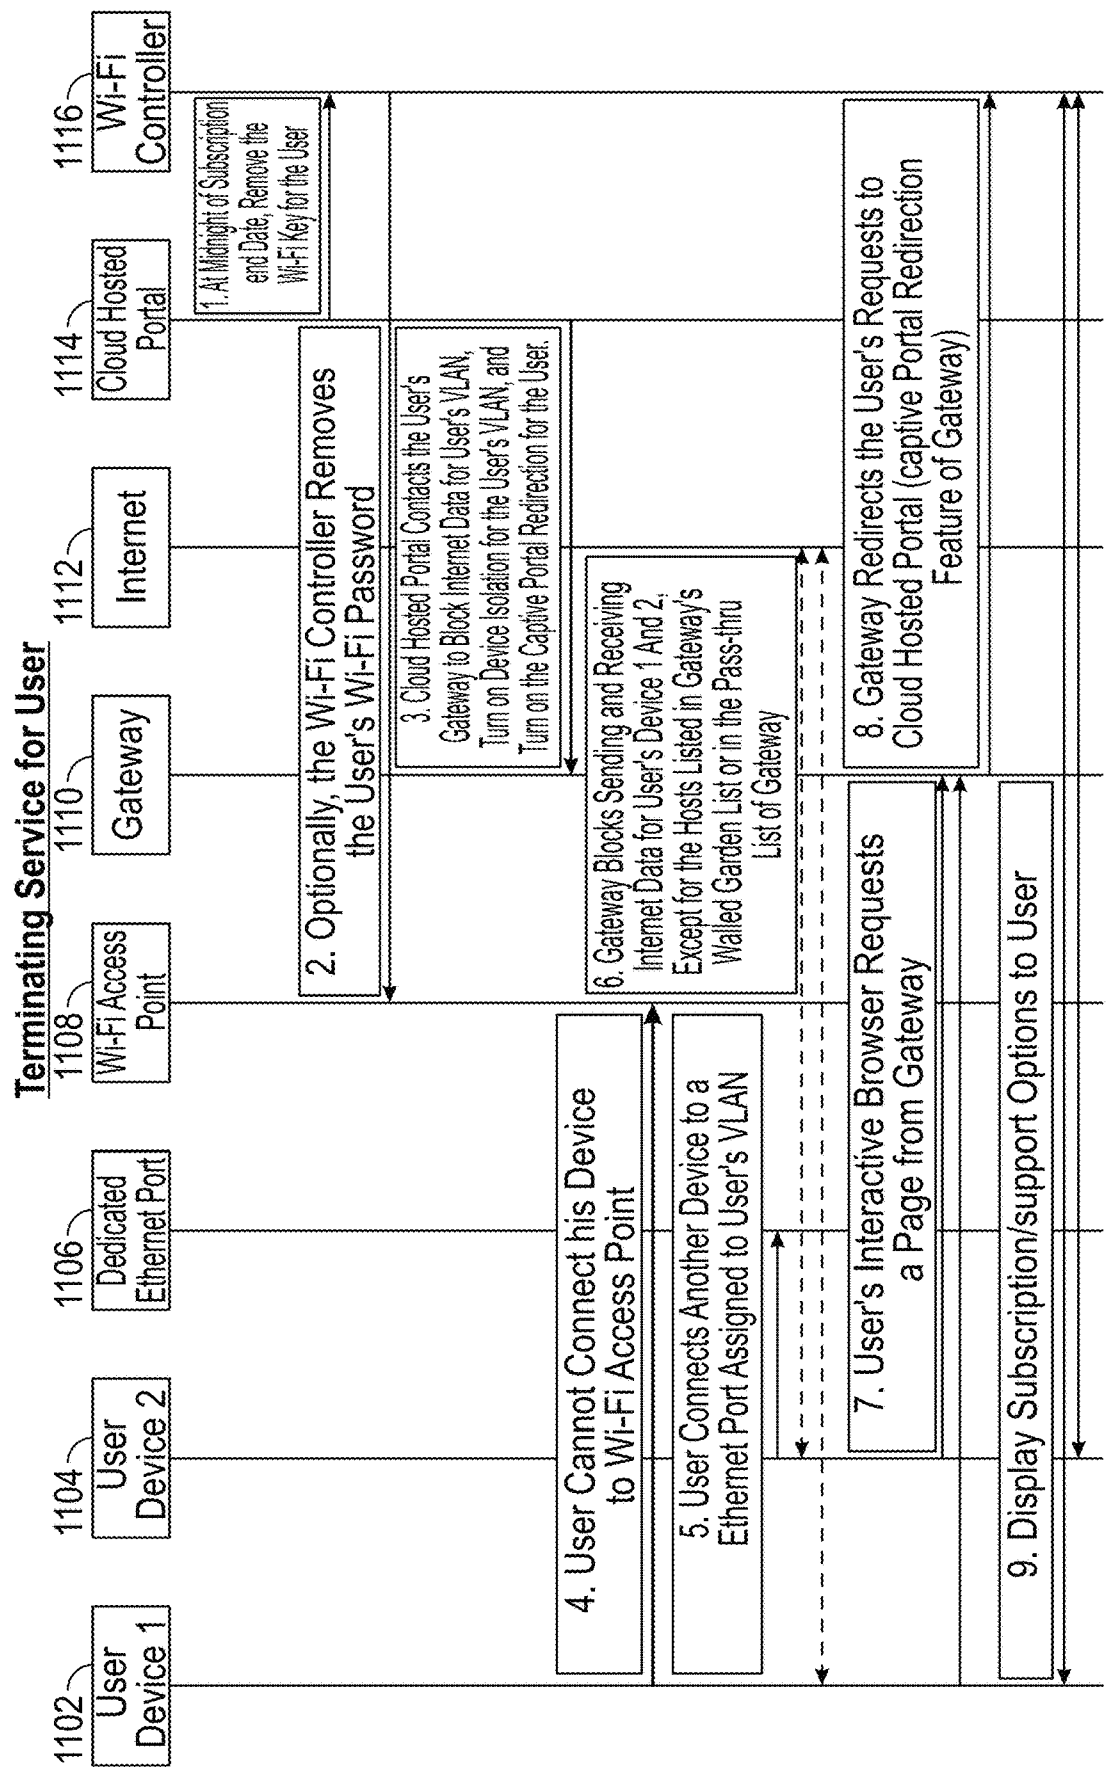 Terminating Service for User
1102
User
Device 1
1104
User
Device 2
1106
Dedicated
Ethernet Port
1108
Wi-Fi Access
Point
1110
Gateway
1112
Internet
1114
Cloud Hosted
Portal
1116
Wi-Fi
Controller
1. At Midnight of Subscription
end Date, Remove the
Wi-Fi Key for the User
2. Optionally, the Wi-Fi Controller Removes
the User's Wi-Fi Password
3. Cloud Hosted Portal Contacts the User's
Gateway to Block Internet Data for User's VLAN,
Turn on Device Isolation for the User's VLAN, and
Turn on the Captive Portal Redirection for the User.
4. User Cannot Connect his Device
to Wi-Fi Access Point
5. User Connects Another Device to a
Ethernet Port Assigned to User's VLAN
6. Gateway Blocks Sending and Receiving
Internet Data for User's Device 1 And 2,
Except for the Hosts Listed in Gateway's
Walled Garden List or in the Pass-thru
List of Gateway
7. User's Interactive Browser Requests
a Page from Gateway
8. Gateway Redirects the User's Requests to
Cloud Hosted Portal (captive Portal Redirection
Feature of Gateway)
9. Display Subscription/support Options to User